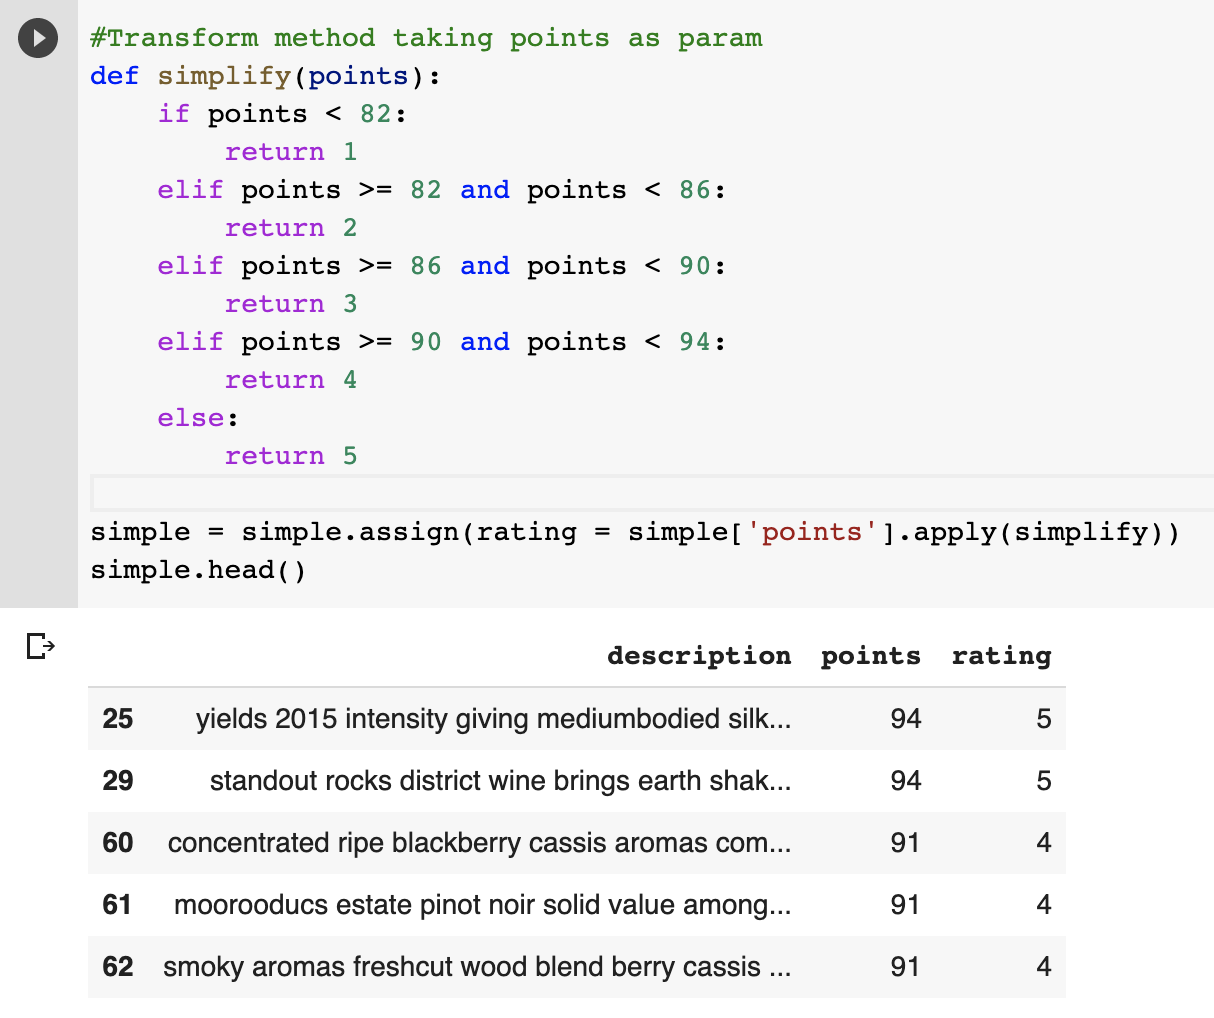 #Transform method taking points as param
def simplify(points):
    if points < 82:
        return 1
    elif points >= 82 and points < 86:
        return 2
    elif points >= 86 and points < 90:
        return 3
    elif points >= 90 and points < 94:
        return 4
    else:
        return 5
simple = simple.assign(rating = simple['points'].apply(simplify))
simple.head()
description points rating
25 yields 2015 intensity giving mediumbodied silk... 94 5
29 standout rocks district wine brings earth shak... 94 5
60 concentrated ripe blackberry cassis aromas com... 91 4
61 moorooducs estate pinot noir solid value among... 91 4
62 smoky aromas freshcut wood blend berry cassis ... 91 4